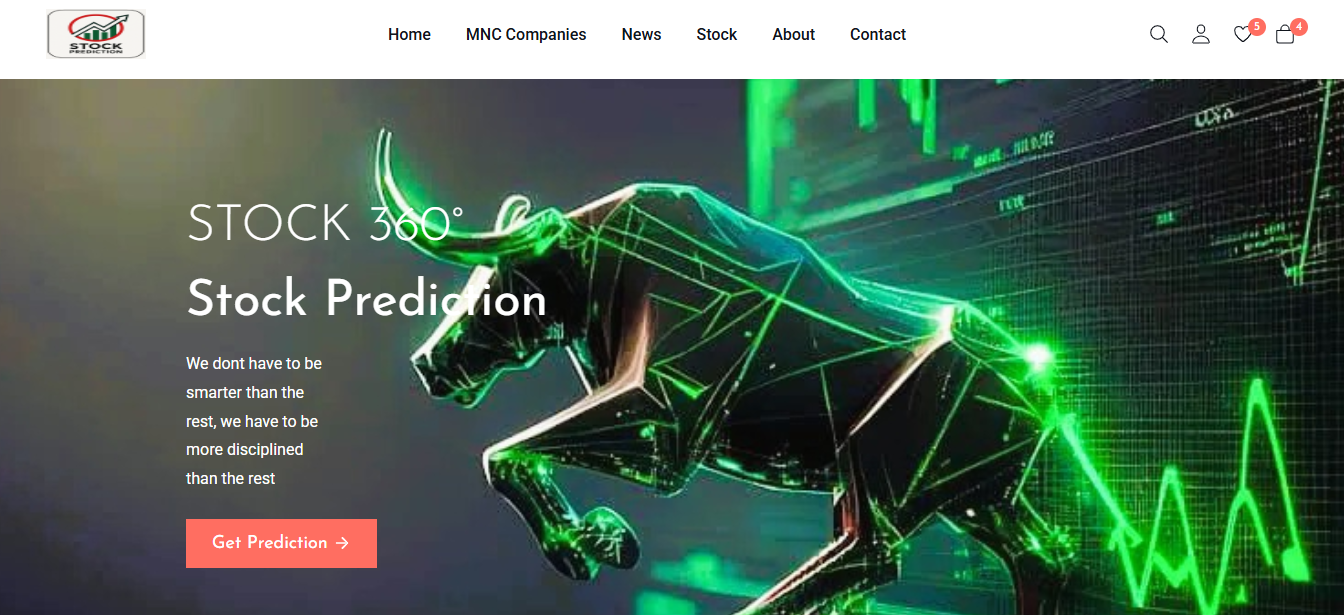 STOCK
PREDICTION
Home MNC Companies News Stock About Contact
5 4
STOCK 360°
Stock Prediction
We dont have to be
smarter than the
rest, we have to be
more disciplined
than the rest
Get Prediction →